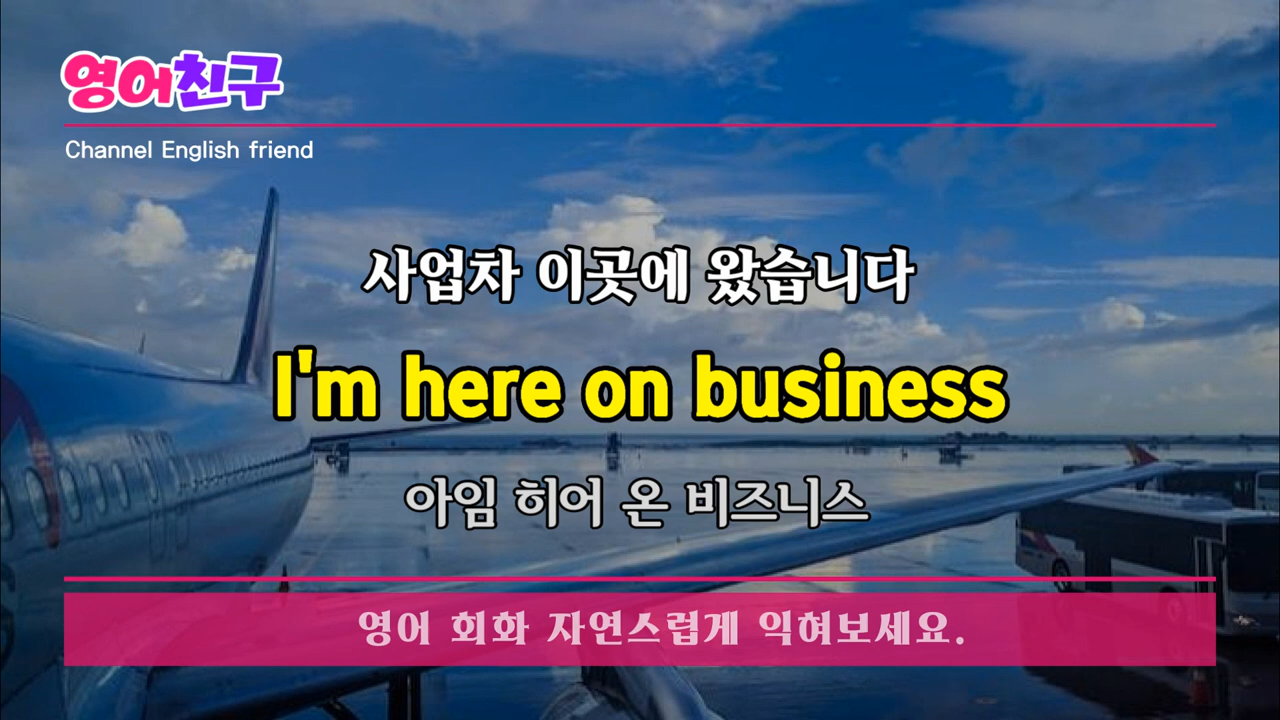 영어친구
Channel English friend
사업차 이곳에 왔습니다
I'm here on business
아임 히어 온 비즈니스
영어 회화 자연스럽게 익혀보세요.